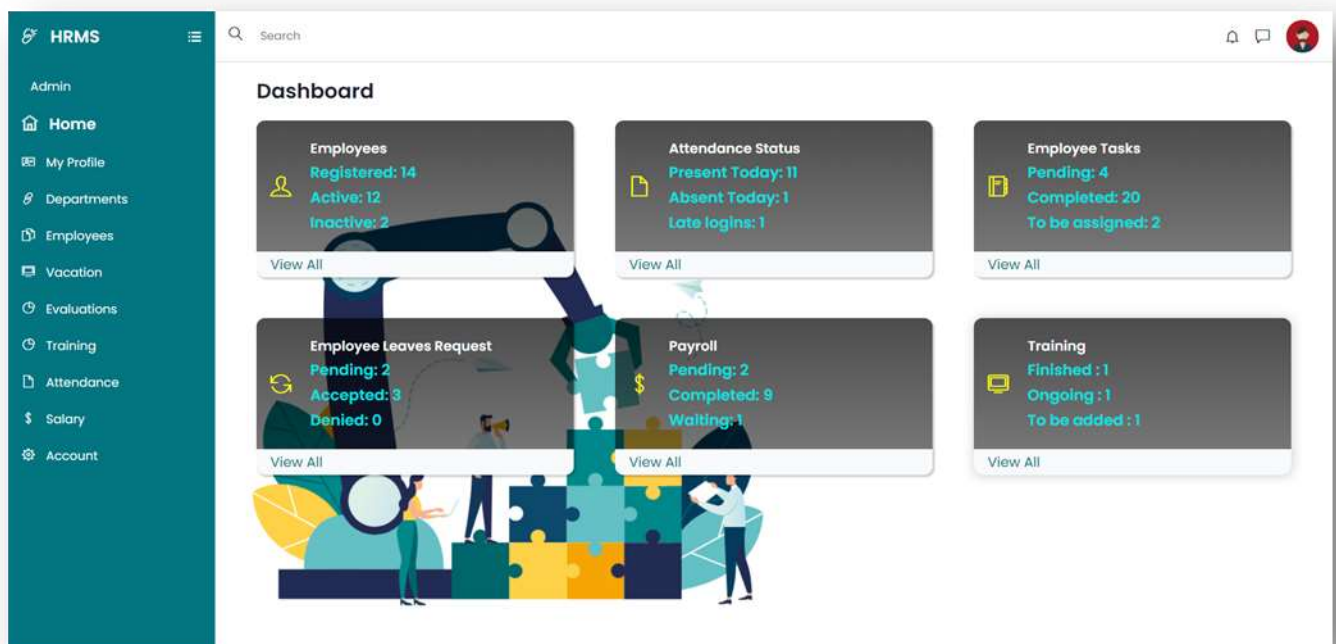 HRMS
Search
Admin
Home
My Profile
Departments
Employees
Vacation
Evaluations
Training
Attendance
$ Salary
Account
Dashboard
Employees
Registered: 14
Active: 12
Inactive: 2
View All
Attendance Status
Present Today: 11
Absent Today: 1
Late logins: 1
View All
Employee Tasks
Pending: 4
Completed: 20
To be assigned: 2
View All
Employee Leaves Request
Pending: 2
Accepted: 3
Denied: 0
View All
$
Payroll
Pending: 2
Completed: 9
Waiting: 1
View All
Training
Finished : 1
Ongoing : 1
To be added : 1
View All